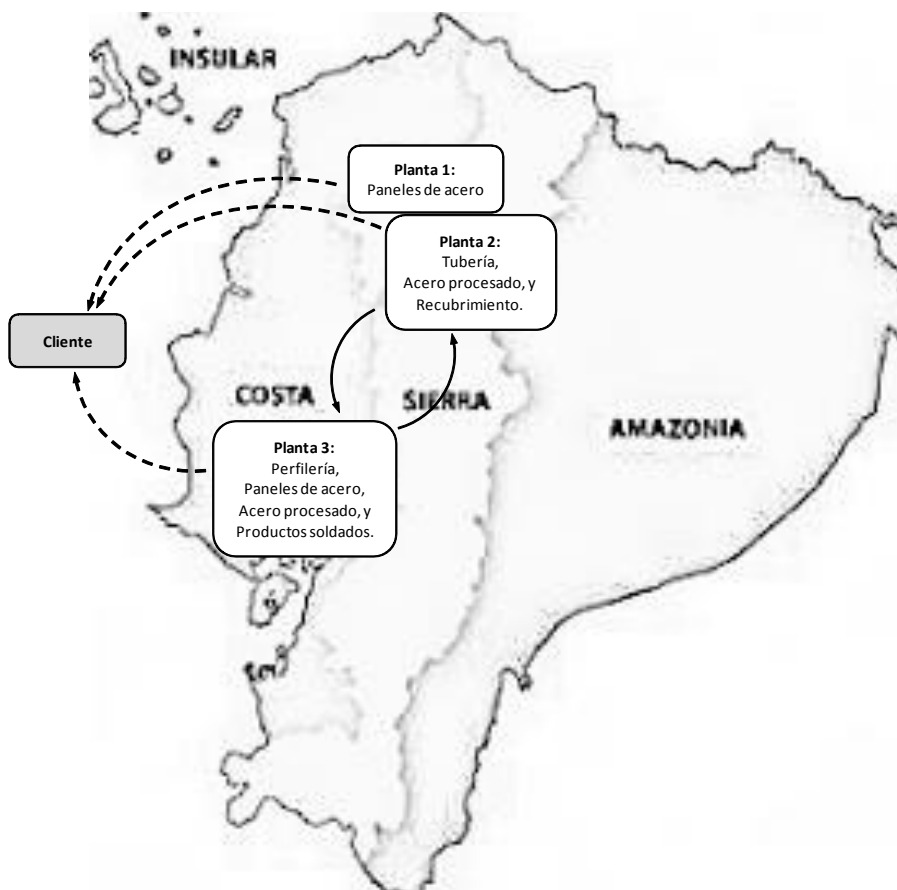 INSULAR
Planta 1:
Paneles de acero
Planta 2:
Tubería,
Acero procesado, y
Recubrimiento.
Cliente
COSTA
SIERRA
AMAZONIA
Planta 3:
Perfilería,
Paneles de acero,
Acero procesado, y
Productos soldados.